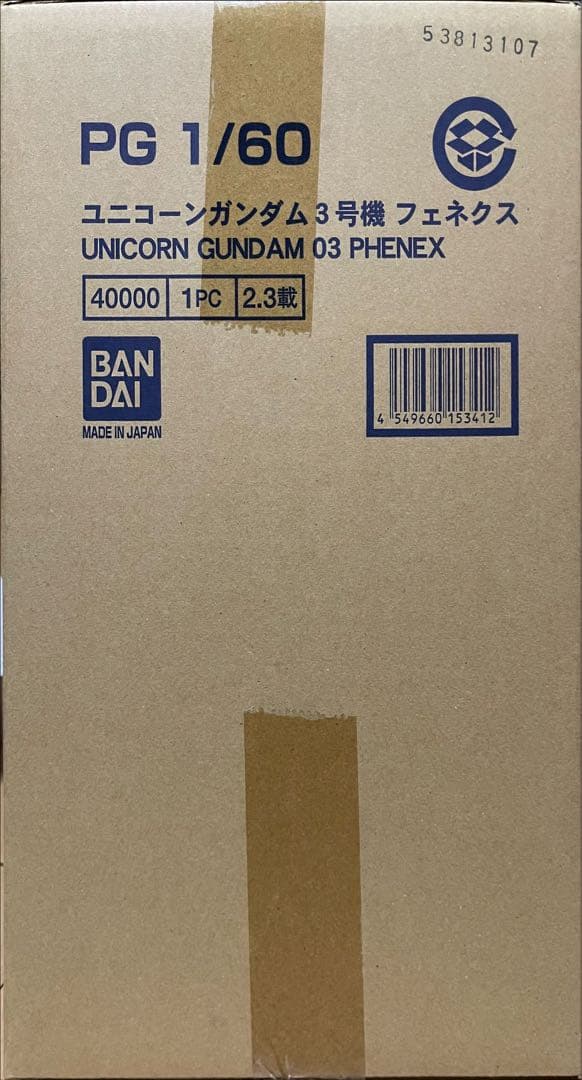 53813107
PG 1/60
ユニコーンガンダム3号機 フェネクス
UNICORN GUNDAM 03 PHENEX
40000 1PC 2.3載
BAN
DAI
MADE IN JAPAN
4 549660 153412